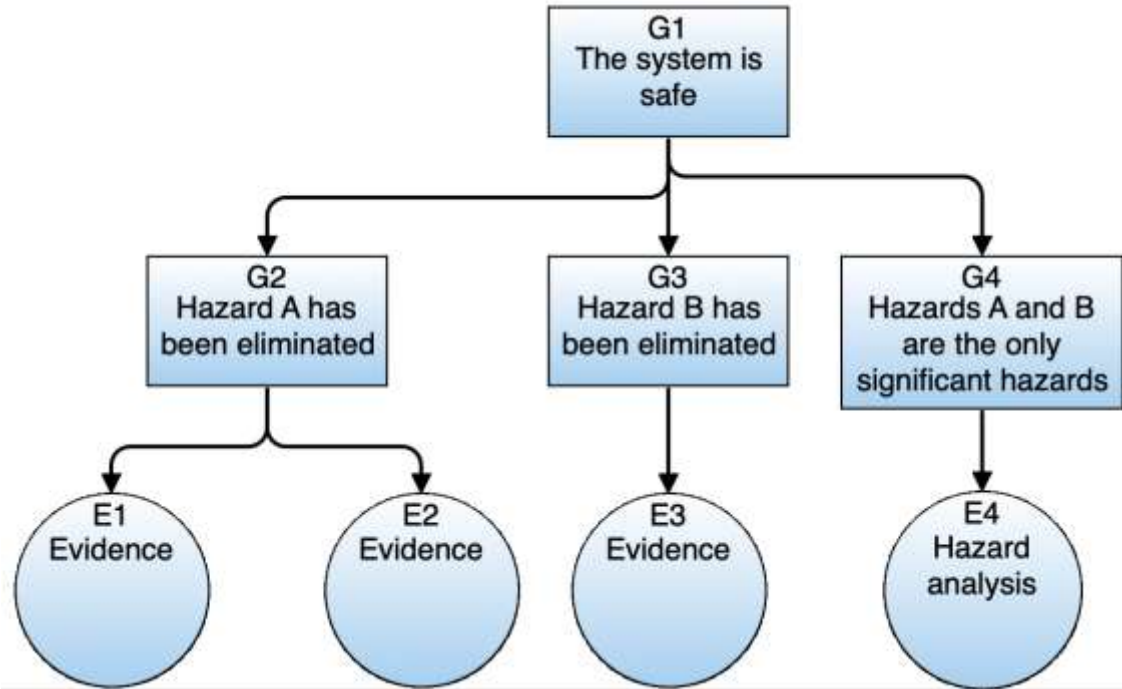 G1
The system is
safe
G2
Hazard A has
been eliminated
G3
Hazard B has
been eliminated
G4
Hazards A and B
are the only
significant hazards
E1
Evidence
E2
Evidence
E3
Evidence
E4
Hazard
analysis